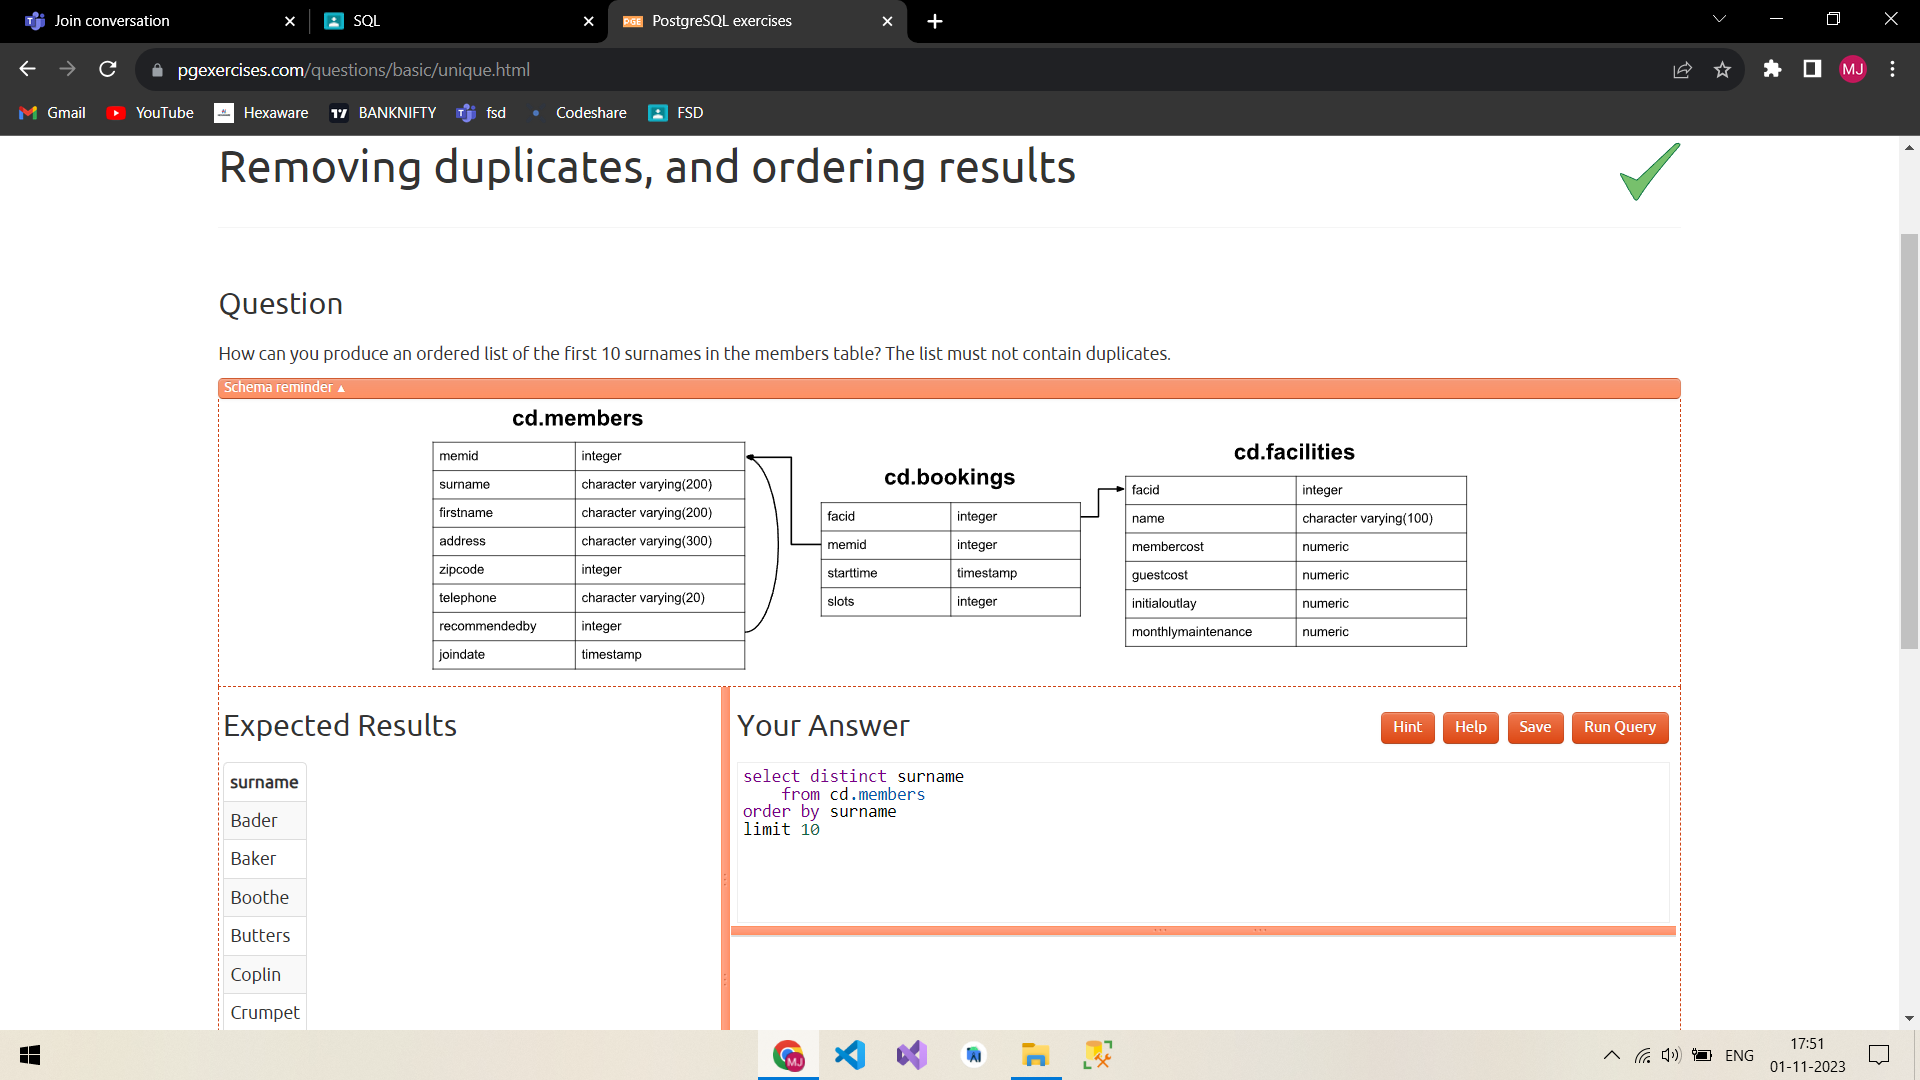 Join conversation
SQL
PGE PostgreSQL exercises
pgexercises.com/questions/basic/unique.html
MJ
Gmail YouTube Hexaware BANKNIFTY fsd Codeshare FSD
Removing duplicates, and ordering results
Question
How can you produce an ordered list of the first 10 surnames in the members table? The list must not contain duplicates.
Schema reminder ▲
cd.members
memid integer
surname character varying(200)
firstname character varying(200)
address character varying(300)
zipcode integer
telephone character varying(20)
recommendedby integer
joindate timestamp
cd.bookings
facid integer
memid integer
starttime timestamp
slots integer
cd.facilities
facid integer
name character varying(100)
membercost numeric
guestcost numeric
initialoutlay numeric
monthlymaintenance numeric
Expected Results
surname
Bader
Baker
Boothe
Butters
Coplin
Crumpet
Your Answer
Hint Help Save Run Query
select distinct surname
from cd.members
order by surname
limit 10
MJ
ENG
17:51
01-11-2023